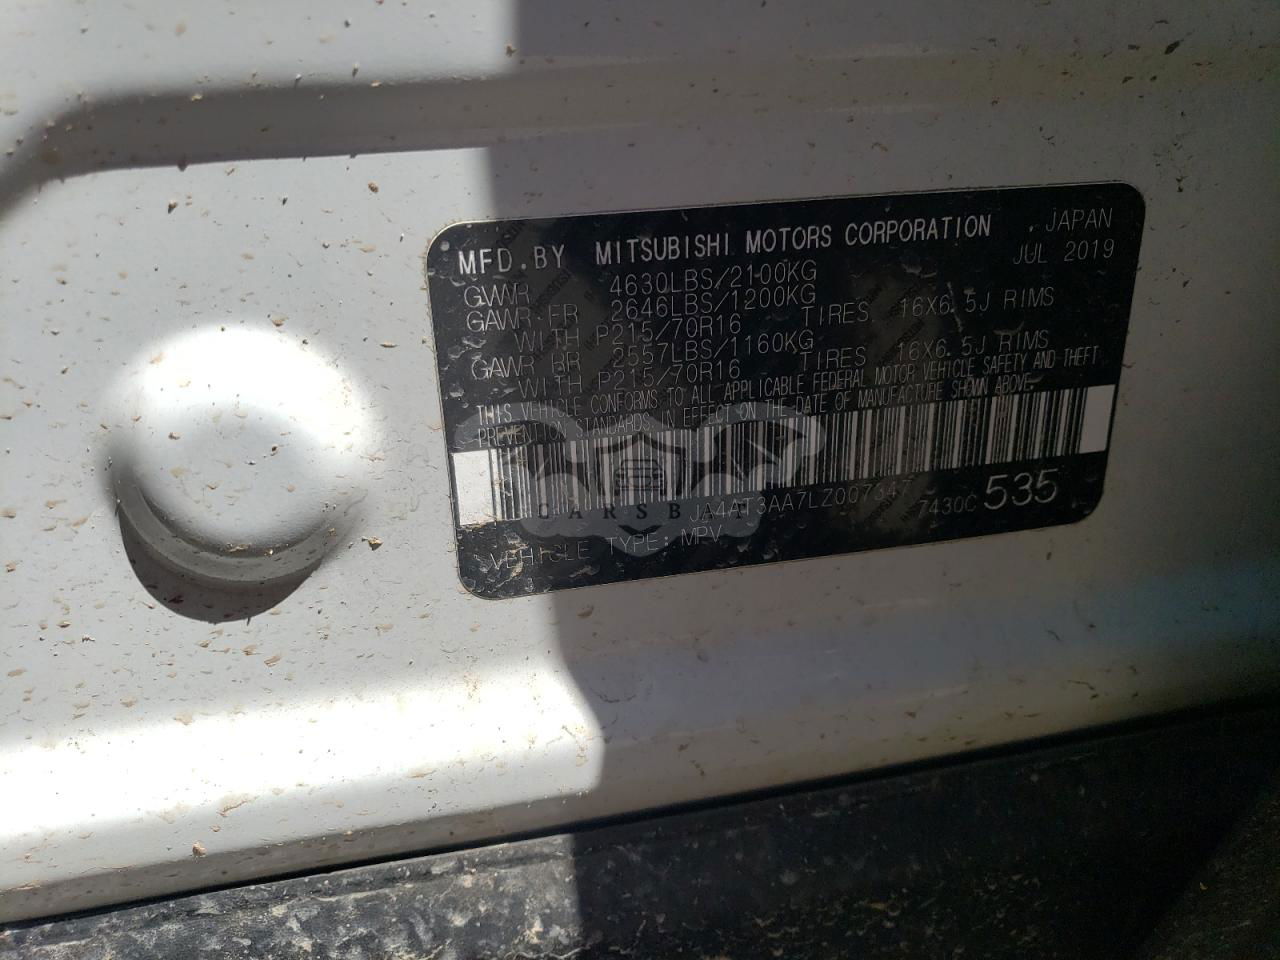 MFD.BY MITSUBISHI MOTORS CORPORATION , JAPAN
GVWR 4630LBS/2100KG JUL 2019
GAWR FR 2646LBS/1200KG
WITH P215/70R16 TIRES, 16X6.5J RIMS
GAWR RR 2557LBS/1160KG
WITH P215/70R16 TIRES, 16X6.5J RIMS
THIS VEHICLE CONFORMS TO ALL APPLICABLE FEDERAL MOTOR VEHICLE SAFETY AND THEFT
PREVENTION STANDARDS IN EFFECT ON THE DATE OF MANUFACTURE SHOWN ABOVE.
JA4AT3AA7LZ007347 7430C 535
VEHICLE TYPE: MPV
CARSBAT